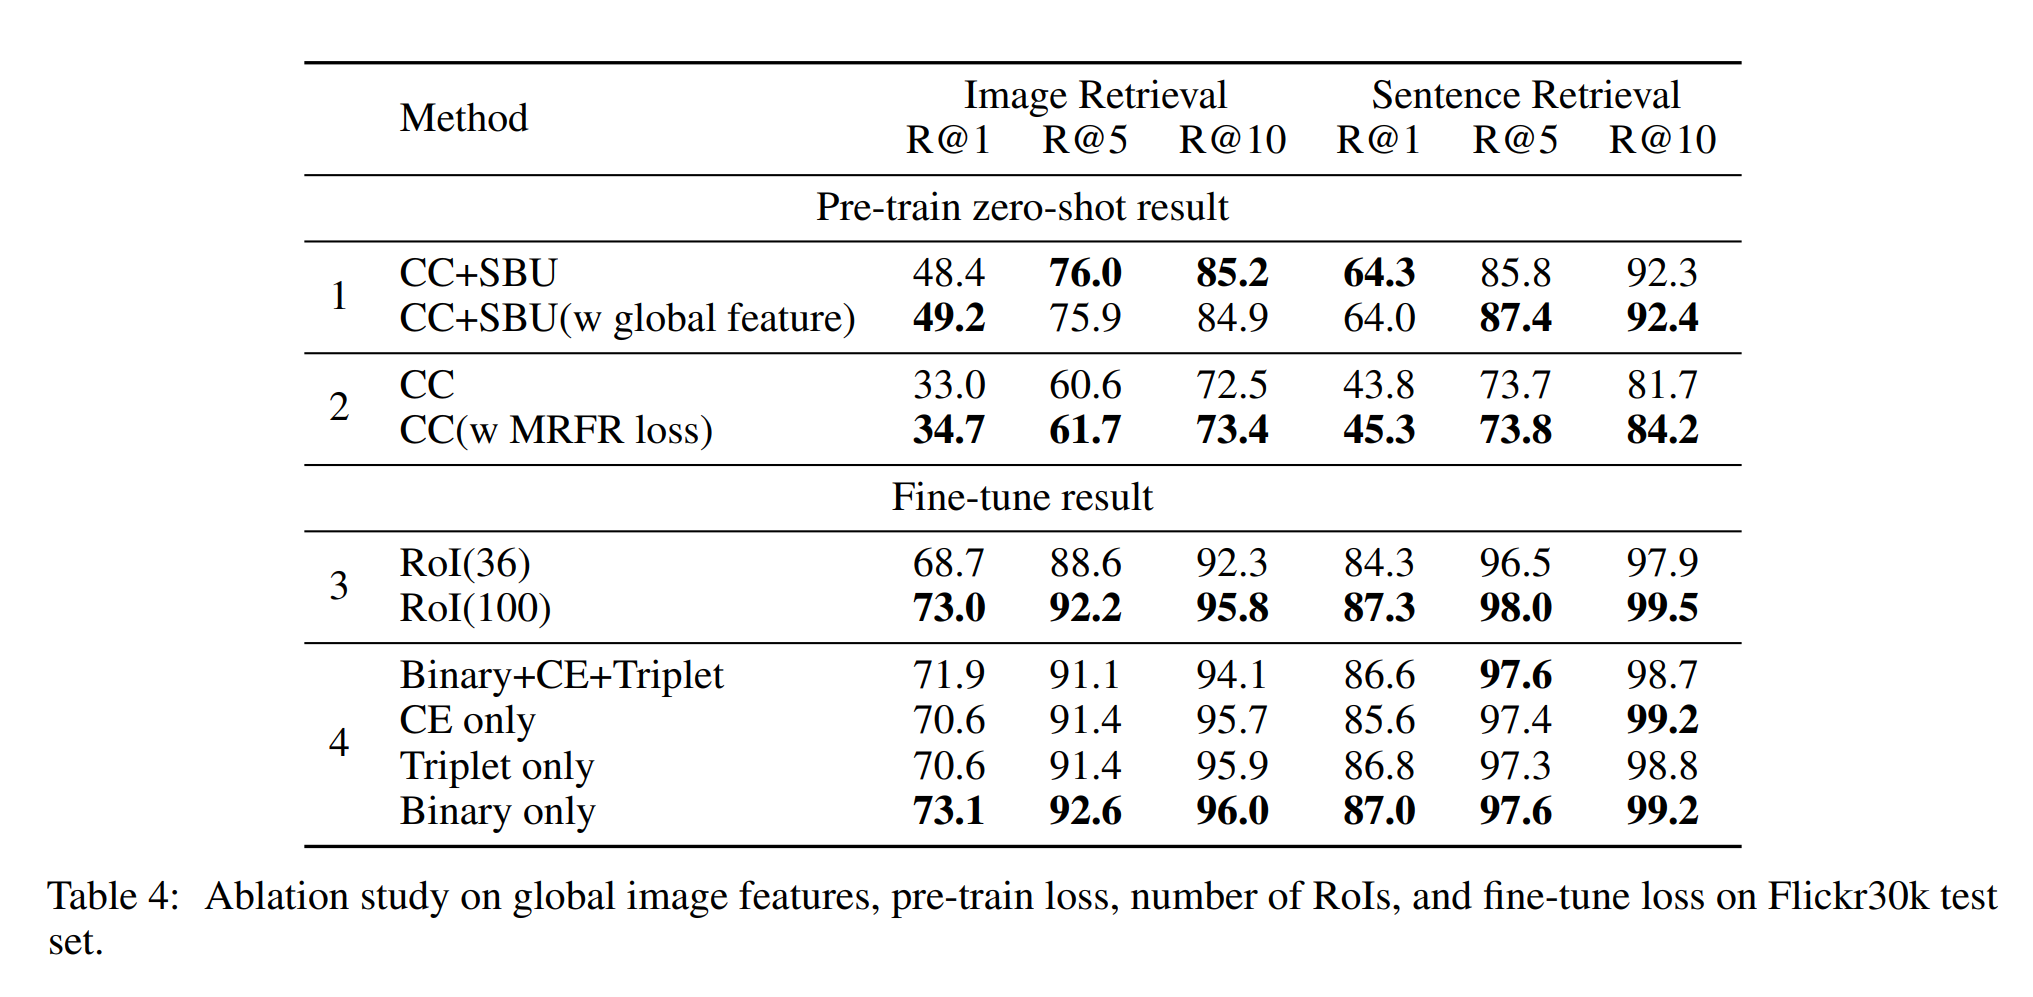 Method Image Retrieval Sentence Retrieval
R@1 R@5 R@10 R@1 R@5 R@10
Pre-train zero-shot result
1 CC+SBU 48.4 76.0 85.2 64.3 85.8 92.3
CC+SBU(w global feature) 49.2 75.9 84.9 64.0 87.4 92.4
2 CC 33.0 60.6 72.5 43.8 73.7 81.7
CC(w MRFR loss) 34.7 61.7 73.4 45.3 73.8 84.2
Fine-tune result
3 RoI(36) 68.7 88.6 92.3 84.3 96.5 97.9
RoI(100) 73.0 92.2 95.8 87.3 98.0 99.5
4 Binary+CE+Triplet 71.9 91.1 94.1 86.6 97.6 98.7
CE only 70.6 91.4 95.7 85.6 97.4 99.2
Triplet only 70.6 91.4 95.9 86.8 97.3 98.8
Binary only 73.1 92.6 96.0 87.0 97.6 99.2
Table 4: Ablation study on global image features, pre-train loss, number of RoIs, and fine-tune loss on Flickr30k test
set.